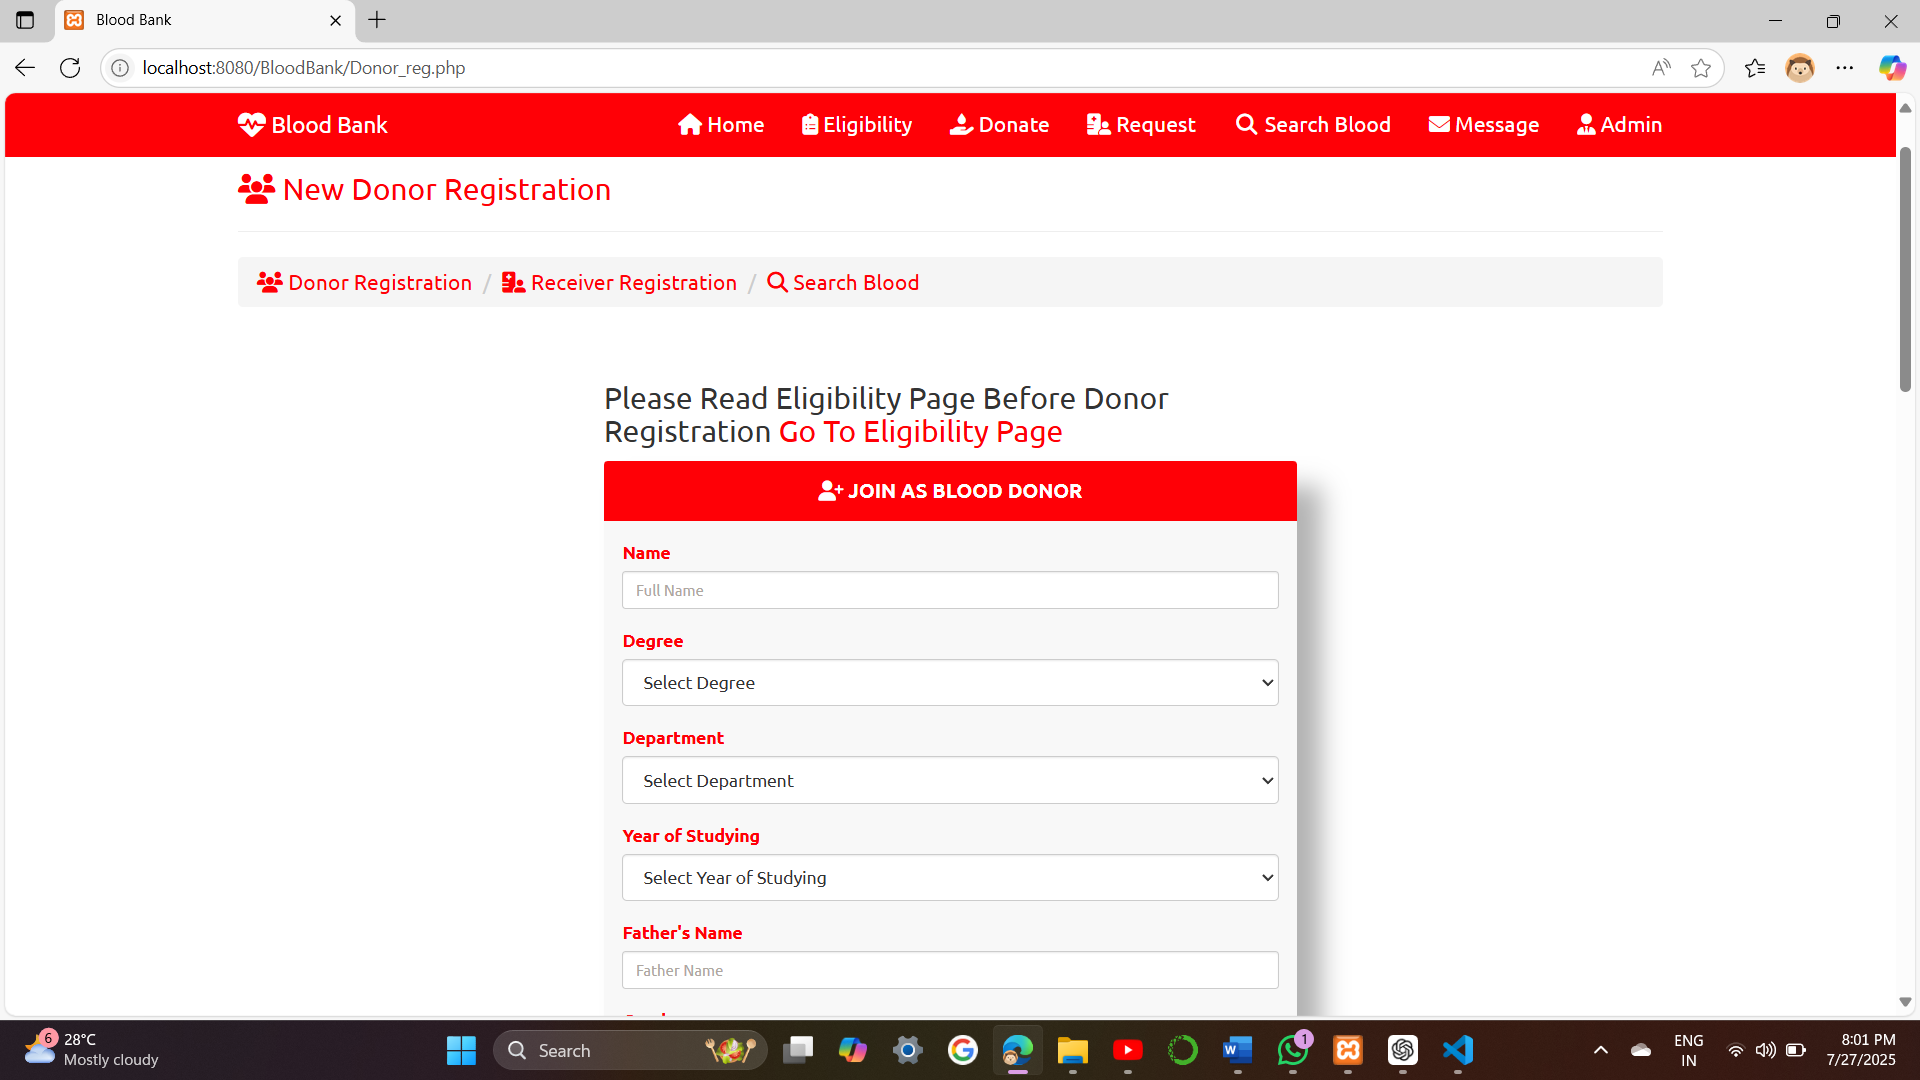 Blood Bank
localhost:8080/BloodBank/Donor_reg.php
Blood Bank
Home
Eligibility
Donate
Request
Search Blood
Message
Admin
New Donor Registration
Donor Registration / Receiver Registration / Search Blood
Please Read Eligibility Page Before Donor
Registration Go To Eligibility Page
JOIN AS BLOOD DONOR
Name
Full Name
Degree
Select Degree
Department
Select Department
Year of Studying
Select Year of Studying
Father's Name
Father Name
6
28°C
Mostly cloudy
Search
1
ENG
IN
8:01 PM
7/27/2025